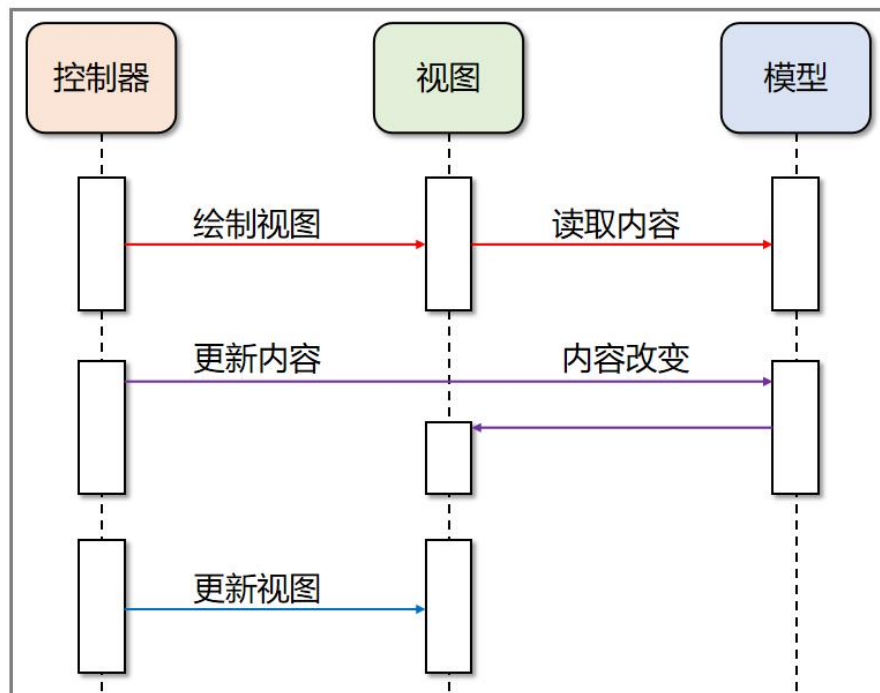 控制器
视图
模型
绘制视图
读取内容
更新内容
内容改变
更新视图